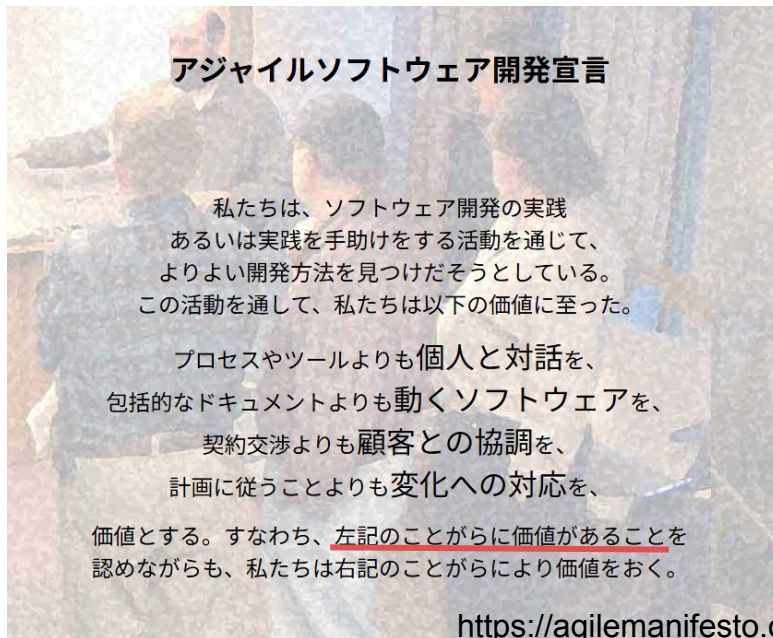 アジャイルソフトウェア開発宣言
私たちは、ソフトウェア開発の実践
あるいは実践を手助けをする活動を通じて、
よりよい開発方法を見つけだそうとしている。
この活動を通して、私たちは以下の価値に至った。
プロセスやツールよりも個人と対話を、
包括的なドキュメントよりも動くソフトウェアを、
契約交渉よりも顧客との協調を、
計画に従うことよりも変化への対応を、
価値とする。すなわち、左記のことがらに価値があることを
認めながらも、私たちは右記のことがらにより価値をおく。
https://agilemanifesto.